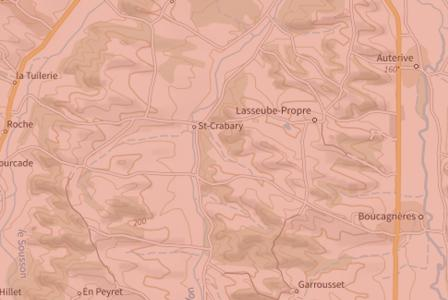 Auterive
160
la Tuilerie
Lasseube-Propre
Roche
St-Crabary
ourcade
Boucagnères
200
le Sousson
Garrousset
Hillet
En Peyret